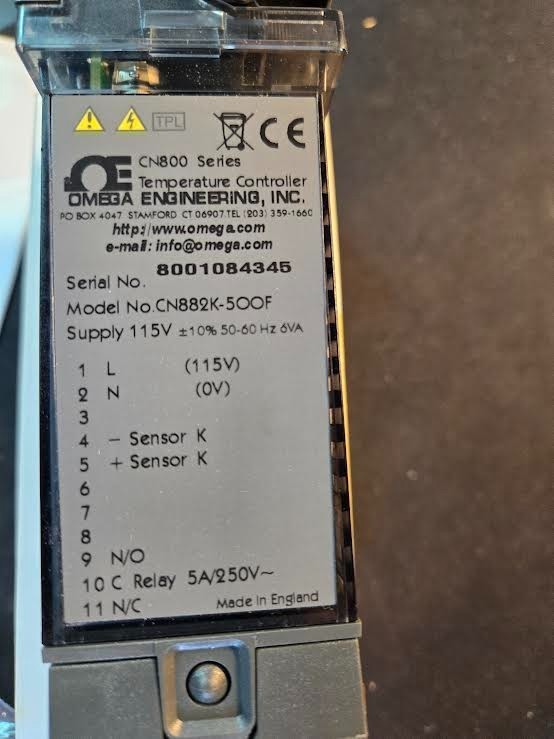 TPL CE
CN800 Series
OE Temperature Controller
OMEGA ENGINEERING, INC.
PO BOX 4047 STAMFORD CT 06907.TEL (203) 359-1660
http://www.omega.com
e-mail: info@omega.com
Serial No. 8001084345
Model No.CN882K-500F
Supply 115V ±10% 50-60 Hz 6VA
1 L (115V)
2 N (0V)
3
4 - Sensor K
5 + Sensor K
6
7
8
9 N/O
10 C Relay 5A/250V~
11 N/C Made in England